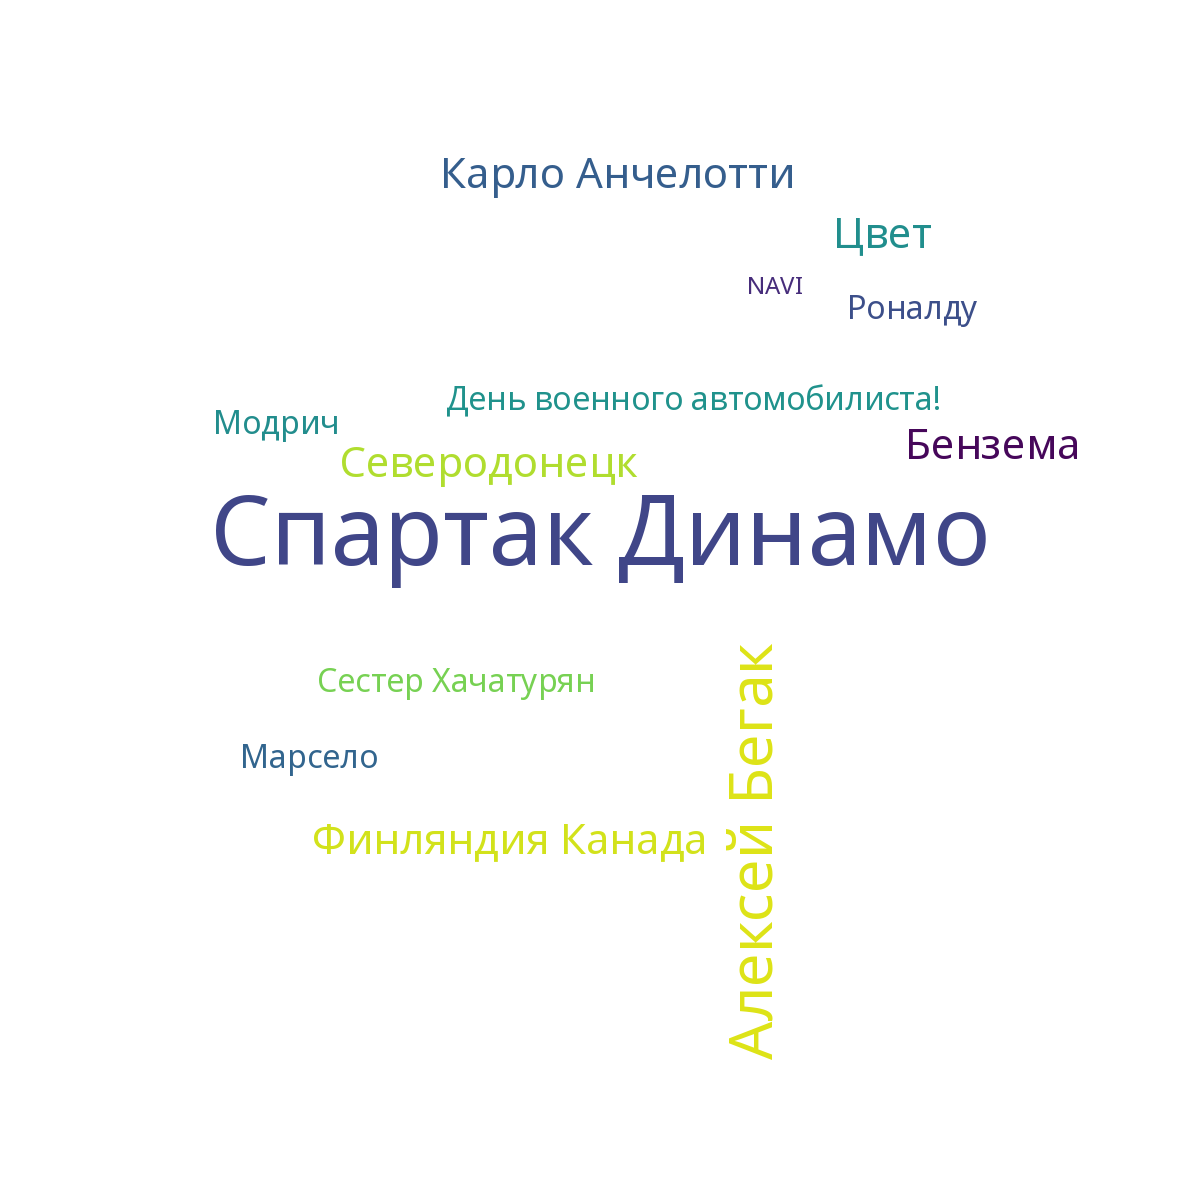 Карло Анчелотти
Цвет
NAVI
Роналду
День военного автомобилиста!
Модрич
Бензема
Северодонецк
Спартак Динамо
Сестер Хачатурян
Марсело
Финляндия Канада
Алексей Бегак